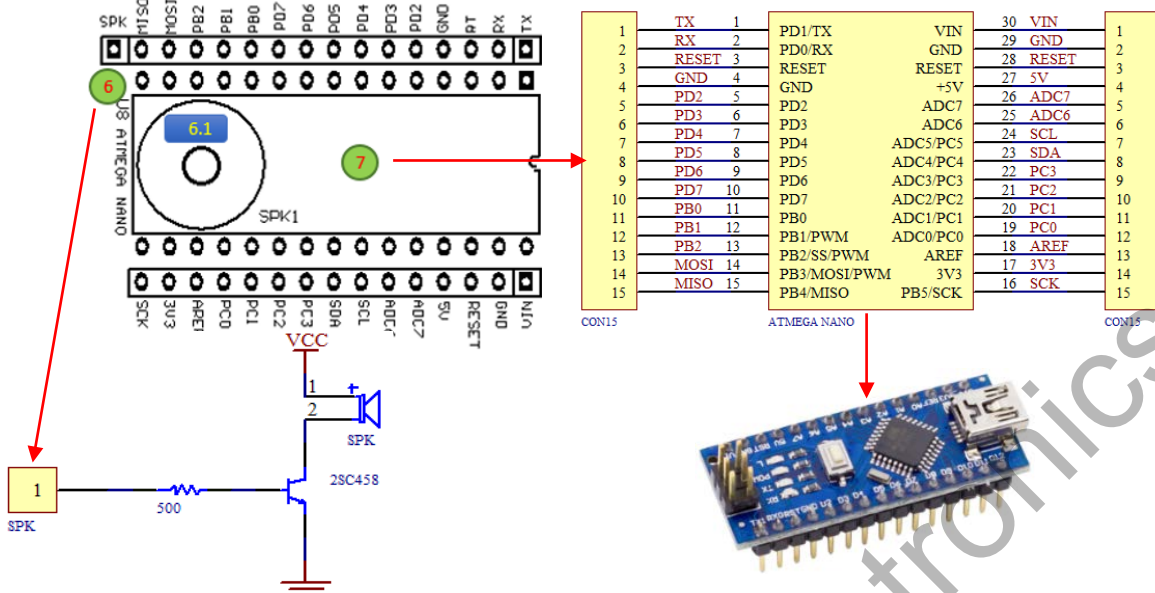 SPK MISO MOSI PB2 PB1 PB0 PD7 PD6 PD5 PD4 PD3 PD2 GND RX TX
6
6.1
7
U8 ATMEGA NANO
SPK1
SCK 3V3 PC0 PC1 PC2 PC3 SDA SCL 5V RESET GND VIN
1 TX 1 PD1/TX VIN 30 VIN 1
2 RX 2 PD0/RX GND 29 GND 2
3 RESET 3 RESET RESET 28 RESET 3
4 GND 4 GND +5V 27 5V 4
5 PD2 5 PD2 ADC7 26 ADC7 5
6 PD3 6 PD3 ADC6 25 ADC6 6
7 PD4 7 PD4 ADC5/PC5 24 SCL 7
8 PD5 8 PD5 ADC4/PC4 23 SDA 8
9 PD6 9 PD6 ADC3/PC3 22 PC3 9
10 PD7 10 PD7 ADC2/PC2 21 PC2 10
11 PB0 11 PB0 ADC1/PC1 20 PC1 11
12 PB1 12 PB1/PWM ADC0/PC0 19 PC0 12
13 PB2 13 PB2/SS/PWM AREF 18 AREF 13
14 MOSI 14 PB3/MOSI/PWM 3V3 17 3V3 14
15 MISO 15 PB4/MISO PB5/SCK 16 SCK 15
CON15 ATMEGA NANO CON15
VCC
1 +
2
SPK
2SC458
1
500
SPK
tronics